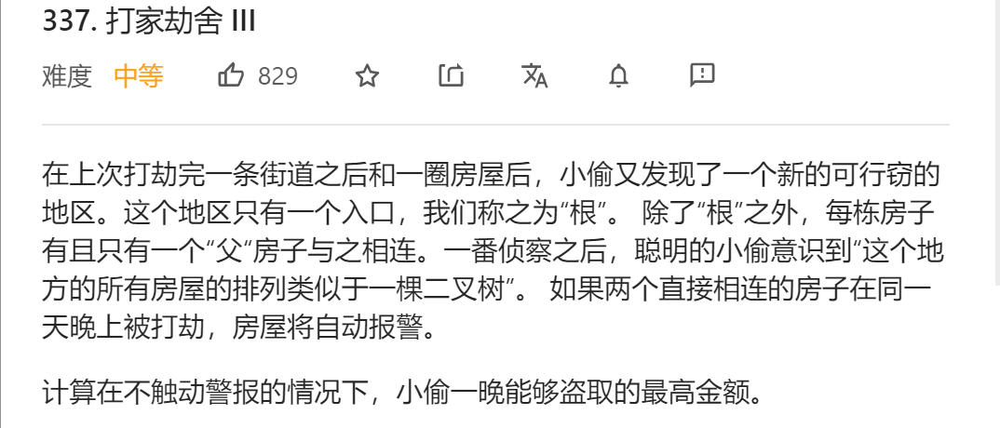 337. 打家劫舍 III
难度 中等 829
在上次打劫完一条街道之后和一圈房屋后，小偷又发现了一个新的可行窃的
地区。这个地区只有一个入口，我们称之为“根”。 除了“根”之外，每栋房子
有且只有一个“父“房子与之相连。一番侦察之后，聪明的小偷意识到“这个地
方的所有房屋的排列类似于一棵二叉树”。 如果两个直接相连的房子在同一
天晚上被打劫，房屋将自动报警。
计算在不触动警报的情况下，小偷一晚能够盗取的最高金额。